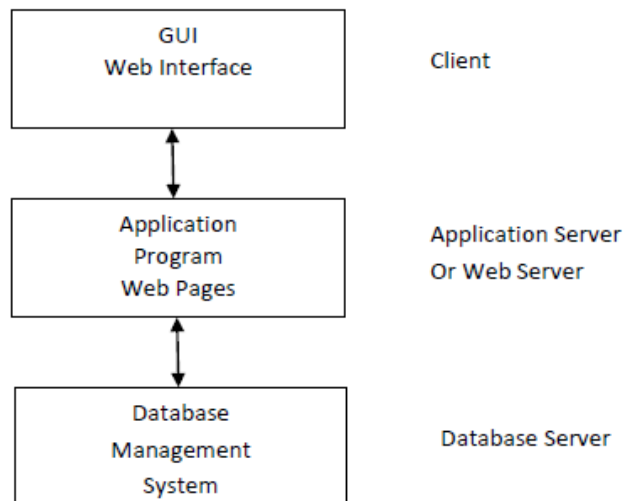 GUI
Web Interface
Client
Application
Program
Web Pages
Application Server
Or Web Server
Database
Management
System
Database Server